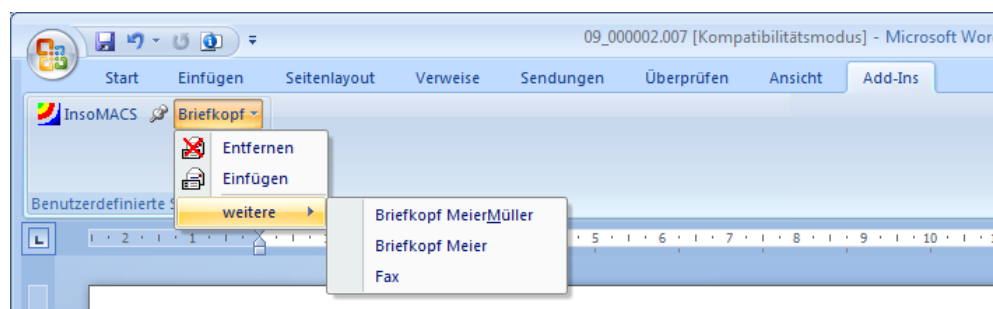 09_000002.007 [Kompatibilitätsmodus] - Microsoft Wor
Start Einfügen Seitenlayout Verweise Sendungen Überprüfen Ansicht Add-Ins
InsoMACS Briefkopf
Entfernen
Einfügen
Benutzerdefinierte
weitere
Briefkopf MeierMüller
Briefkopf Meier
Fax
L 2 1 5 6 7 8 9 10